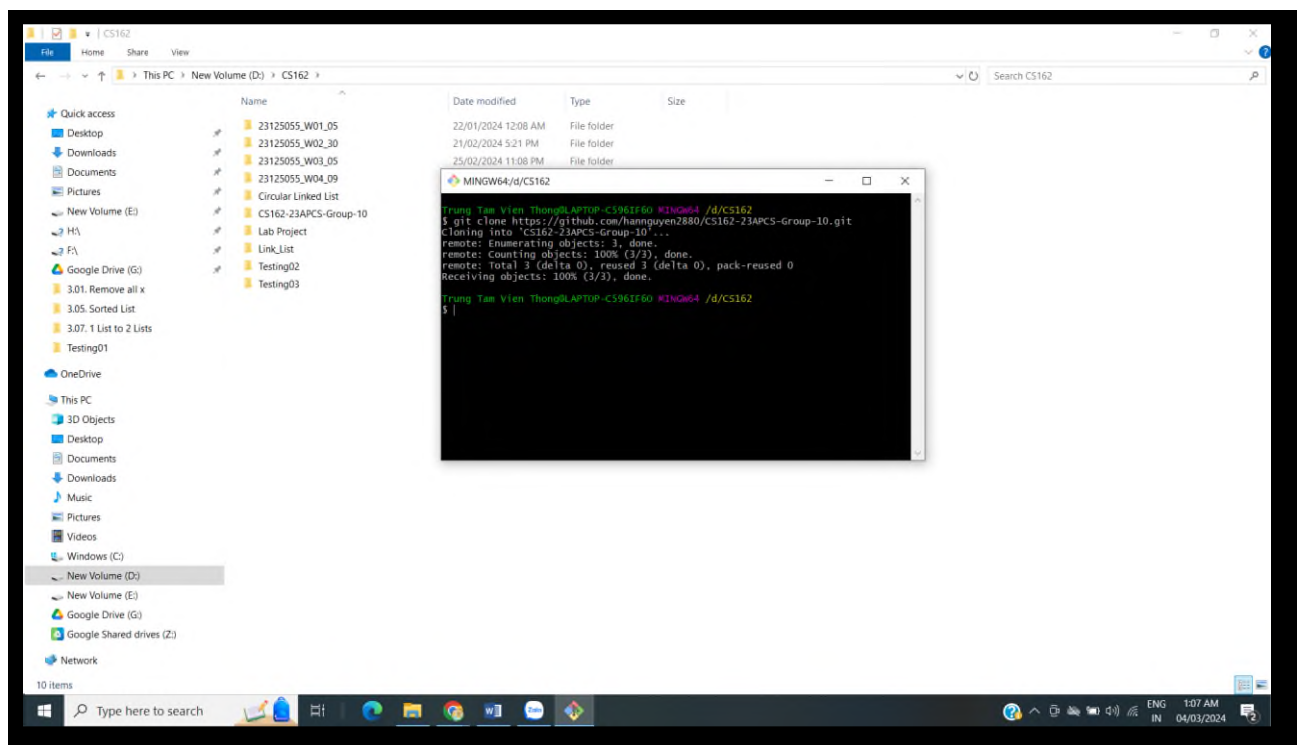 CS162
File Home Share View
This PC > New Volume (D:) > CS162 >
Search CS162
Name Date modified Type Size
Quick access
Desktop
Downloads
Documents
Pictures
New Volume (E:)
H:\
F:\
Google Drive (G:)
3.01. Remove all x
3.05. Sorted List
3.07. 1 List to 2 Lists
Testing01
OneDrive
This PC
3D Objects
Desktop
Documents
Downloads
Music
Pictures
Videos
Windows (C:)
New Volume (D:)
New Volume (E:)
Google Drive (G:)
Google Shared drives (Z:)
Network
23125055_W01_05 22/01/2024 12:08 AM File folder
23125055_W02_30 21/02/2024 5:21 PM File folder
23125055_W03_05 25/02/2024 11:08 PM File folder
23125055_W04_09
Circular Linked List
CS162-23APCS-Group-10
Lab Project
Link_List
Testing02
Testing03
MINGW64:/d/CS162
Trung Tam Vien Thong@LAPTOP-C596IF6O MINGW64 /d/CS162
$ git clone https://github.com/hannguyen2880/CS162-23APCS-Group-10.git
Cloning into 'CS162-23APCS-Group-10'...
remote: Enumerating objects: 3, done.
remote: Counting objects: 100% (3/3), done.
remote: Total 3 (delta 0), reused 3 (delta 0), pack-reused 0
Receiving objects: 100% (3/3), done.
Trung Tam Vien Thong@LAPTOP-C596IF6O MINGW64 /d/CS162
$
10 items
Type here to search
Zalo
ENG 1:07 AM
IN 04/03/2024
2